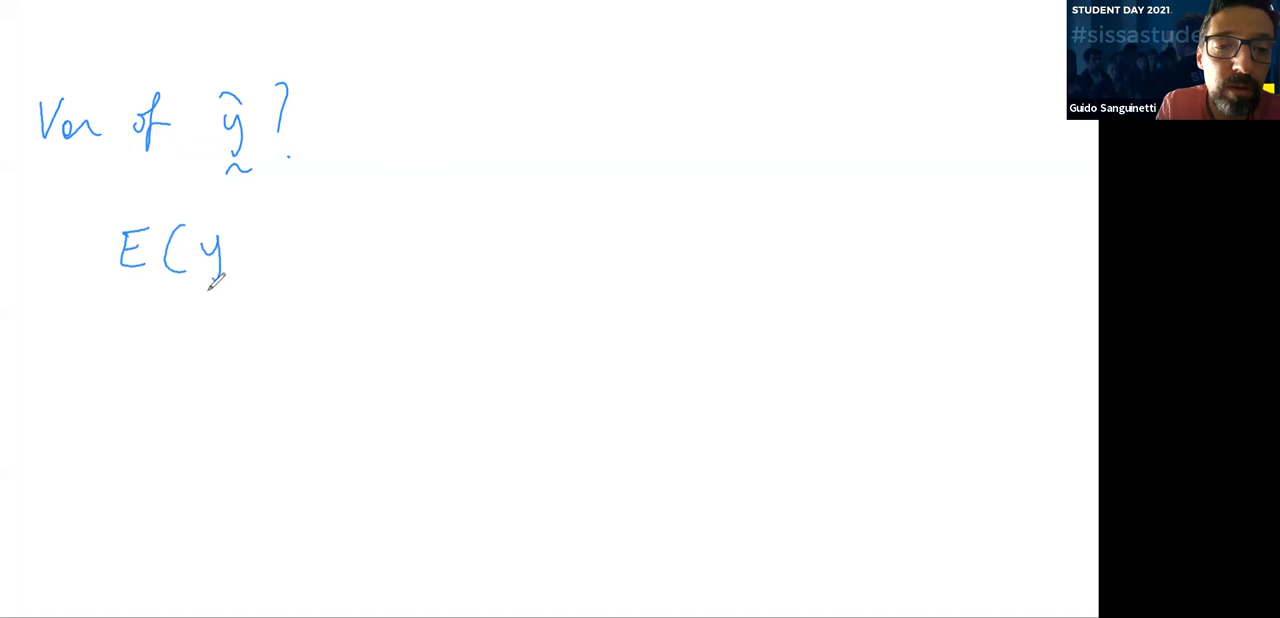 STUDENT DAY 2021.
#sissastude
Guido Sanguinetti
Var of ŷ ?
E ( y